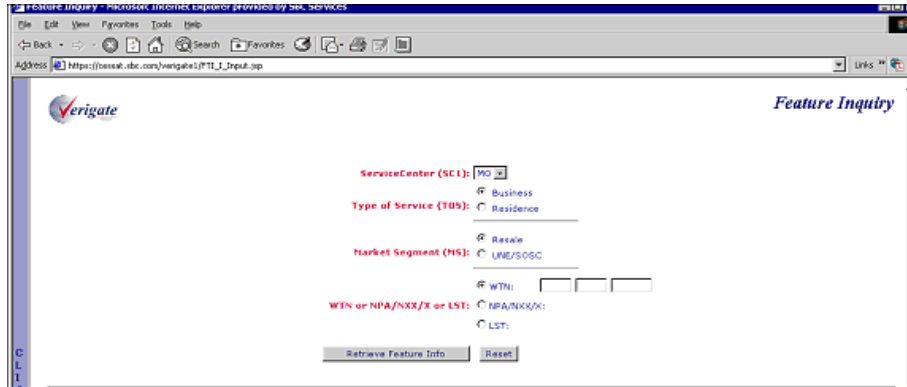 Feature Inquiry - Microsoft Internet Explorer provided by SBC Services
File Edit View Favorites Tools Help
Back Search Favorites
Address https://oessat.sbc.com/verigate1/FTI_I_Input.jsp Links »
Verigate Feature Inquiry
ServiceCenter (SC1): MO
Business
Type of Service (TOS): Residence
Resale
Market Segment (MS): UNE/SOSC
WTN:
WTN or NPA/NXX/X or LST: NPA/NXX/X:
LST:
Retrieve Feature Info Reset
C
L
I